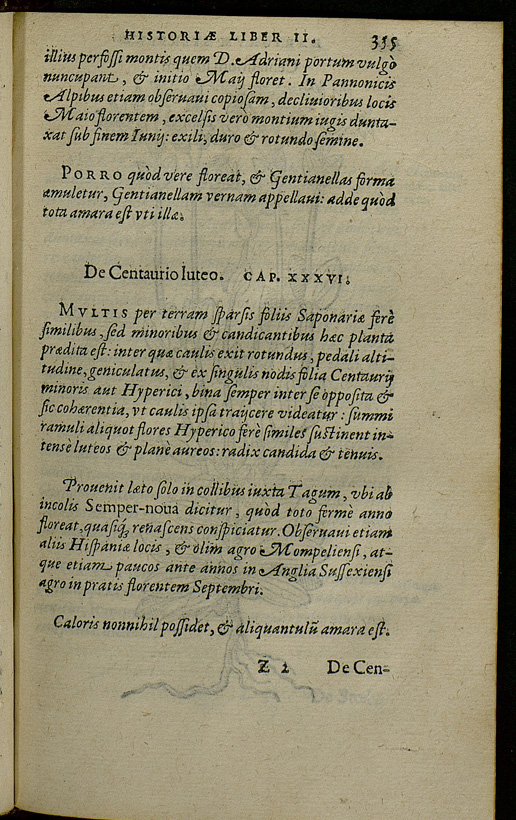 HISTORIÆ LIBER II. 355
illius perfossi montis quem D. Adriani portum vulgò
nuncupant, & initio Maij floret. In Pannonicis
Alpibus etiam obseruaui copiosam, decliuioribus locis
Maio florentem, excelsis verò montium iugis dunta-
xat sub finem Iunij: exili, duro & rotundo semine.
PORRO quòd vere floreat, & Gentianellas forma
æmuletur, Gentianellam vernam appellaui: adde quòd
tota amara est vti illæ.
De Centaurio luteo. CAP. XXXVI.
MVLTIS per terram sparsis foliis Saponariæ ferè
similibus, sed minoribus & candicantibus hæc planta
prædita est: inter quæ caulis exit rotundus, pedali alti-
tudine, geniculatus, & ex singulis nodis folia Centaurij
minoris aut Hyperici, bina semper inter se opposita &
sic cohærentia, vt caulis ipsa traijcere videatur: summi
ramuli aliquot flores Hyperico ferè similes sustinent in-
tensè luteos & planè aureos: radix candida & tenuis.
Prouenit læto solo in collibus iuxta Tagum, vbi ab
incolis Semper-noua dicitur, quòd toto fermè anno
floreat, quasiq́; renascens conspiciatur. Obseruaui etiam
aliis Hispaniæ locis, & olim agro Mompeliensi, at-
que etiam paucos ante annos in Anglia Sussexiensi
agro in pratis florentem Septembri.
Caloris nonnihil possidet, & aliquantulū amara est.
Z 2 De Cen-